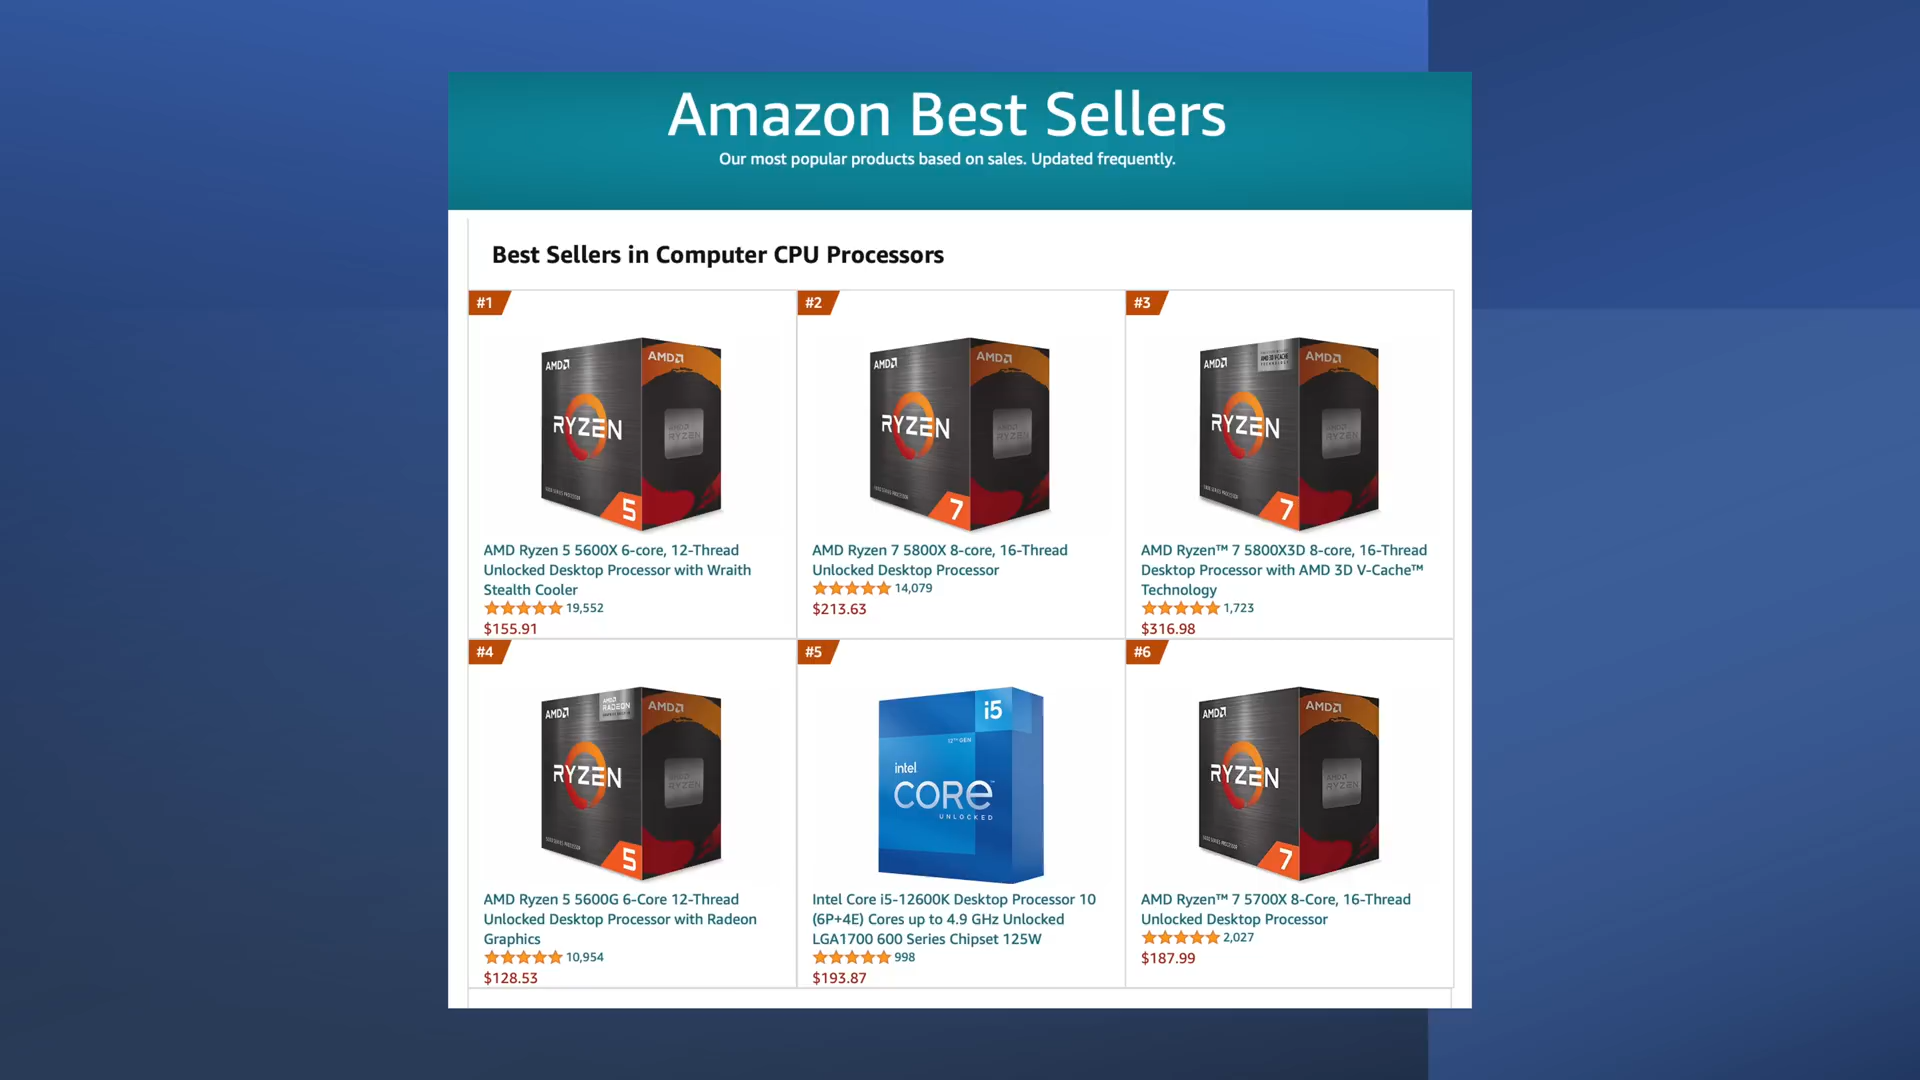 Amazon Best Sellers
Our most popular products based on sales. Updated frequently.
Best Sellers in Computer CPU Processors
#1
AMD
AMD
RYZEN
5
AMD Ryzen 5 5600X 6-core, 12-Thread
Unlocked Desktop Processor with Wraith
Stealth Cooler
19,552
$155.91
#2
AMD
AMD
RYZEN
7
AMD Ryzen 7 5800X 8-core, 16-Thread
Unlocked Desktop Processor
14,079
$213.63
#3
AMD
AMD
RYZEN
7
AMD Ryzen™ 7 5800X3D 8-core, 16-Thread
Desktop Processor with AMD 3D V-Cache™
Technology
1,723
$316.98
#4
AMD
AMD
RADEON
AMD
RYZEN
5
AMD Ryzen 5 5600G 6-Core 12-Thread
Unlocked Desktop Processor with Radeon
Graphics
10,954
$128.53
#5
i5
12TH GEN
intel
CORE
UNLOCKED
Intel Core i5-12600K Desktop Processor 10
(6P+4E) Cores up to 4.9 GHz Unlocked
LGA1700 600 Series Chipset 125W
998
$193.87
#6
AMD
AMD
RYZEN
7
AMD Ryzen™ 7 5700X 8-Core, 16-Thread
Unlocked Desktop Processor
2,027
$187.99